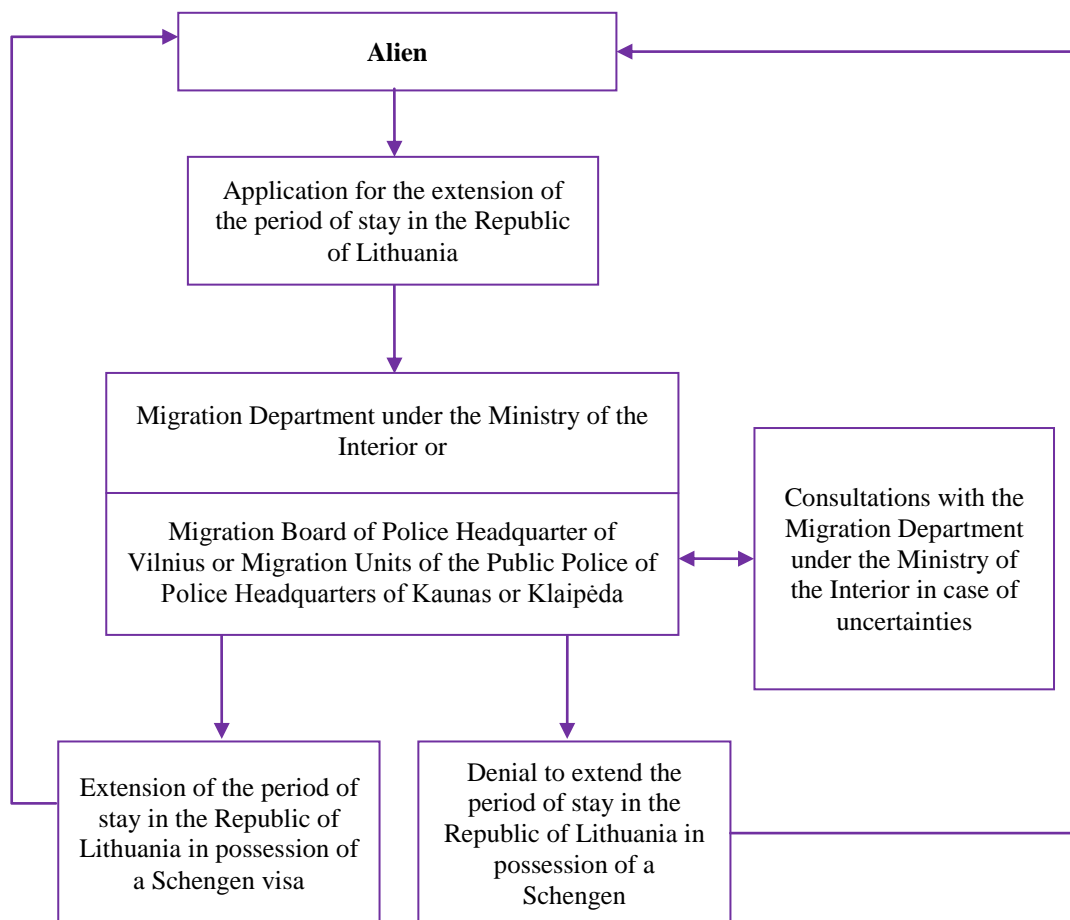 Alien
Application for the extension of
the period of stay in the Republic
of Lithuania
Migration Department under the Ministry of the
Interior or
Migration Board of Police Headquarter of
Vilnius or Migration Units of the Public Police of
Police Headquarters of Kaunas or Klaipėda
Consultations with the
Migration Department
under the Ministry of
the Interior in case of
uncertainties
Extension of the period of
stay in the Republic of
Lithuania in possession of
a Schengen visa
Denial to extend the
period of stay in the
Republic of Lithuania in
possession of a
Schengen